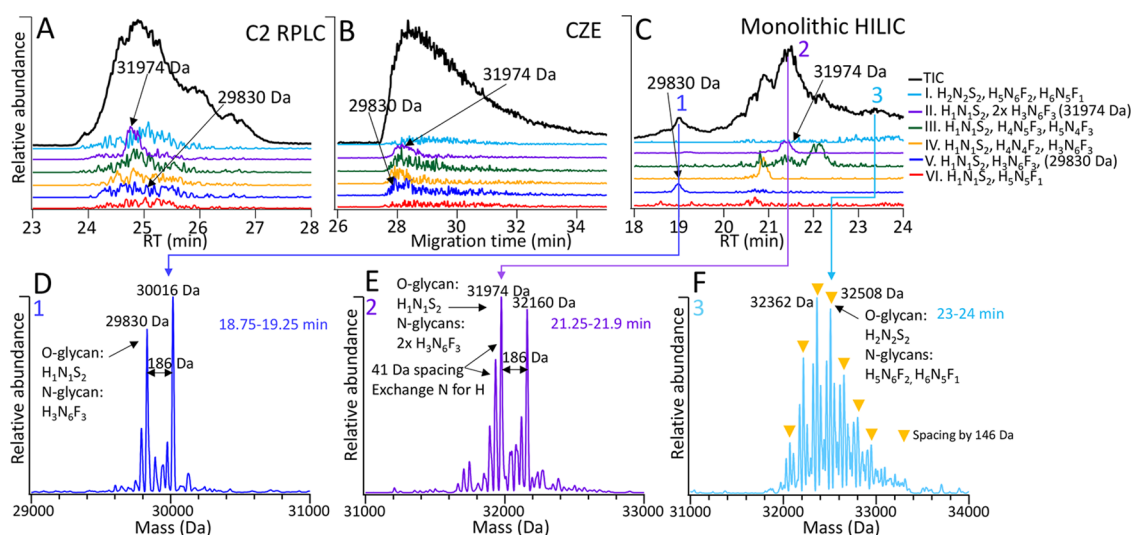 A
C2 RPLC
31974 Da
29830 Da
Relative abundance
23 24 25 26 27 28
RT (min)
B
CZE
31974 Da
29830 Da
26 28 30 32 34
Migration time (min)
C
Monolithic HILIC
2
31974 Da
29830 Da
1
3
18 19 20 21 22 23 24
RT (min)
TIC
I. H₂N₂S₂, H₅N₆F₂, H₆N₅F₁
II. H₁N₁S₂, 2x H₃N₆F₃ (31974 Da)
III. H₁N₁S₂, H₄N₅F₃, H₅N₄F₃
IV. H₁N₁S₂, H₄N₄F₂, H₃N₆F₃
V. H₁N₁S₂, H₃N₆F₃, (29830 Da)
VI. H₁N₁S₂, H₅N₅F₁
D
1
30016 Da
29830 Da
18.75-19.25 min
186 Da
O-glycan:
H₁N₁S₂
N-glycan:
H₃N₆F₃
Relative abundance
29000 30000 31000
Mass (Da)
E
2
O-glycan:
H₁N₁S₂
N-glycans:
2x H₃N₆F₃
31974 Da
32160 Da
21.25-21.9 min
186 Da
41 Da spacing
Exchange N for H
Relative abundance
31000 32000 33000
Mass (Da)
F
3
32362 Da
32508 Da
23-24 min
O-glycan:
H₂N₂S₂
N-glycans:
H₅N₆F₂, H₆N₅F₁
Spacing by 146 Da
Relative abundance
31000 32000 33000 34000
Mass (Da)